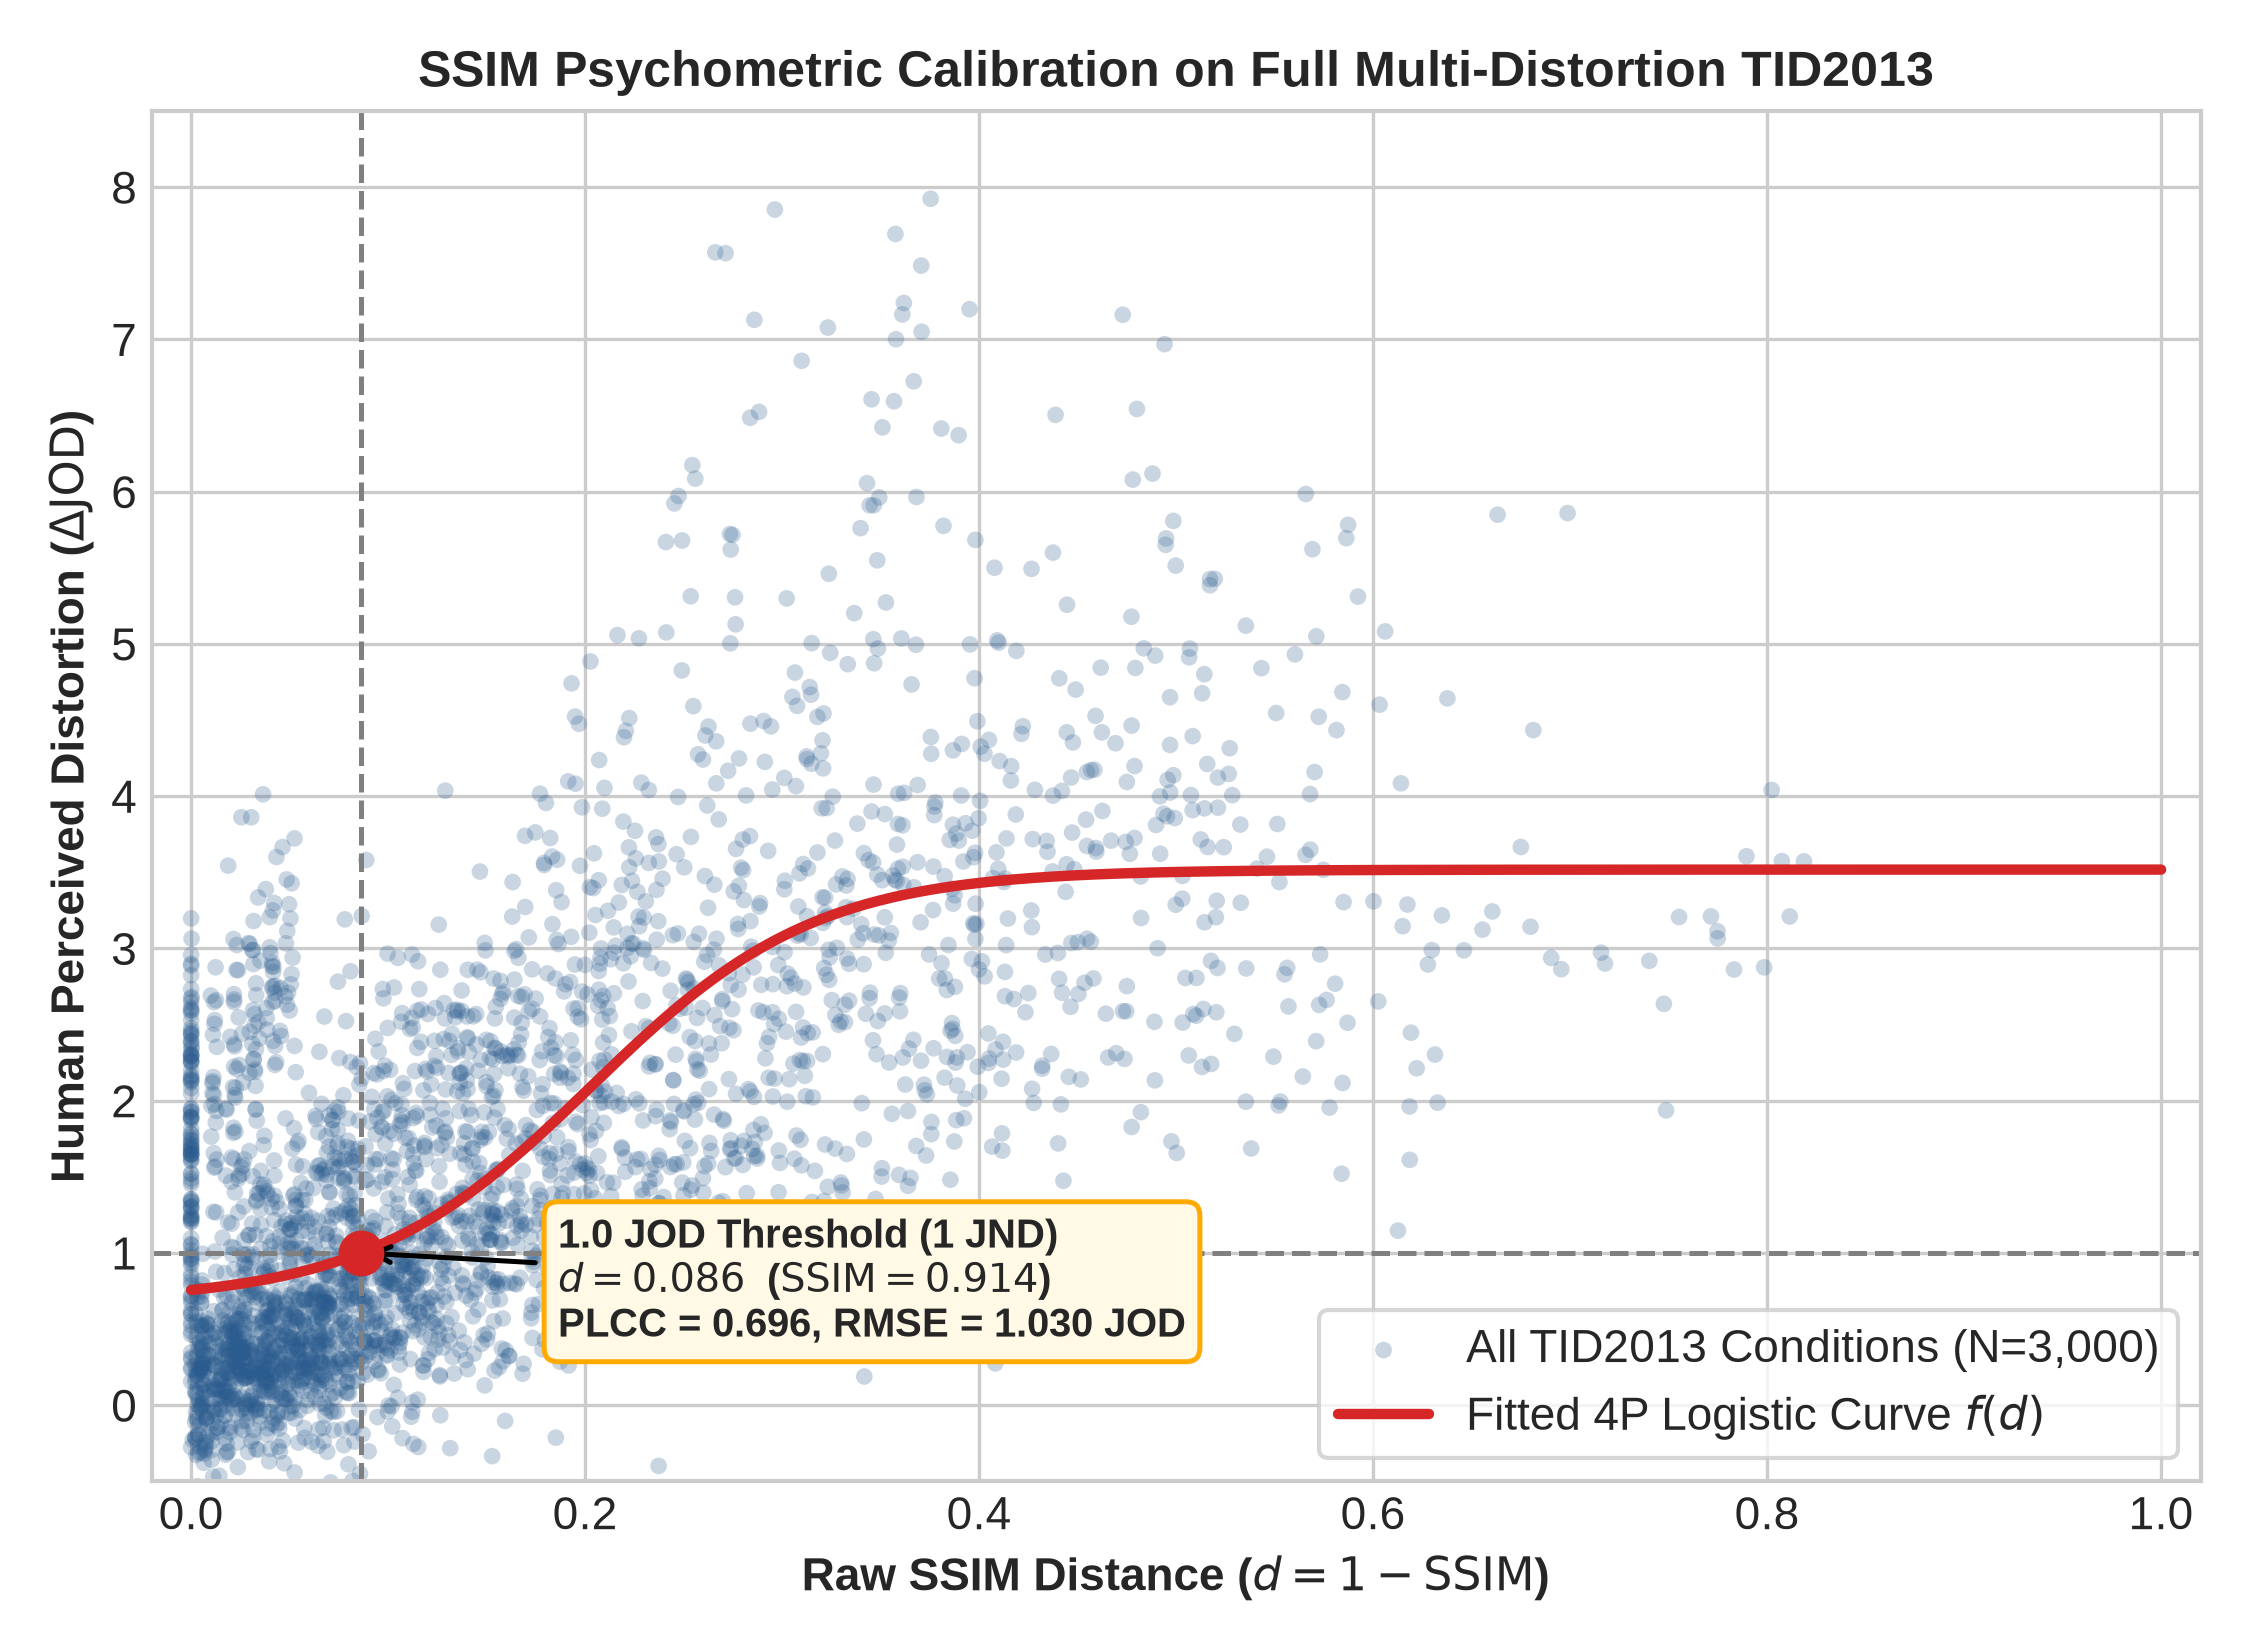 SSIM Psychometric Calibration on Full Multi-Distortion TID2013
Human Perceived Distortion (ΔJOD)
8
7
6
5
4
3
2
1
0
1.0 JOD Threshold (1 JND)
d = 0.086 (SSIM = 0.914)
PLCC = 0.696, RMSE = 1.030 JOD
All TID2013 Conditions (N=3,000)
Fitted 4P Logistic Curve f(d)
0.0 0.2 0.4 0.6 0.8 1.0
Raw SSIM Distance (d = 1 − SSIM)